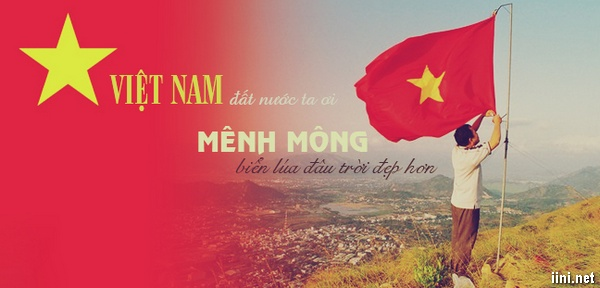 VIỆT NAM đất nước ta ơi
MÊNH MÔNG
biển lúa đâu trời đẹp hơn
iini.net